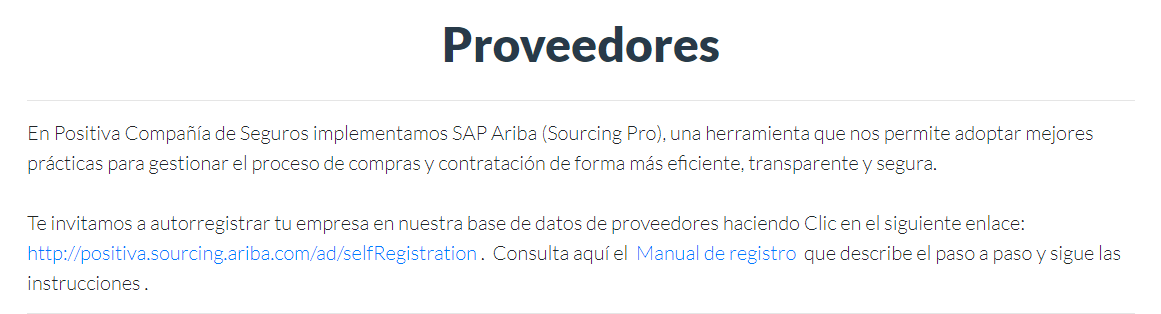 Proveedores
En Positiva Compañía de Seguros implementamos SAP Ariba (Sourcing Pro), una herramienta que nos permite adoptar mejores
prácticas para gestionar el proceso de compras y contratación de forma más eficiente, transparente y segura.
Te invitamos a autorregistrar tu empresa en nuestra base de datos de proveedores haciendo Clic en el siguiente enlace:
http://positiva.sourcing.ariba.com/ad/selfRegistration . Consulta aquí el Manual de registro que describe el paso a paso y sigue las
instrucciones .